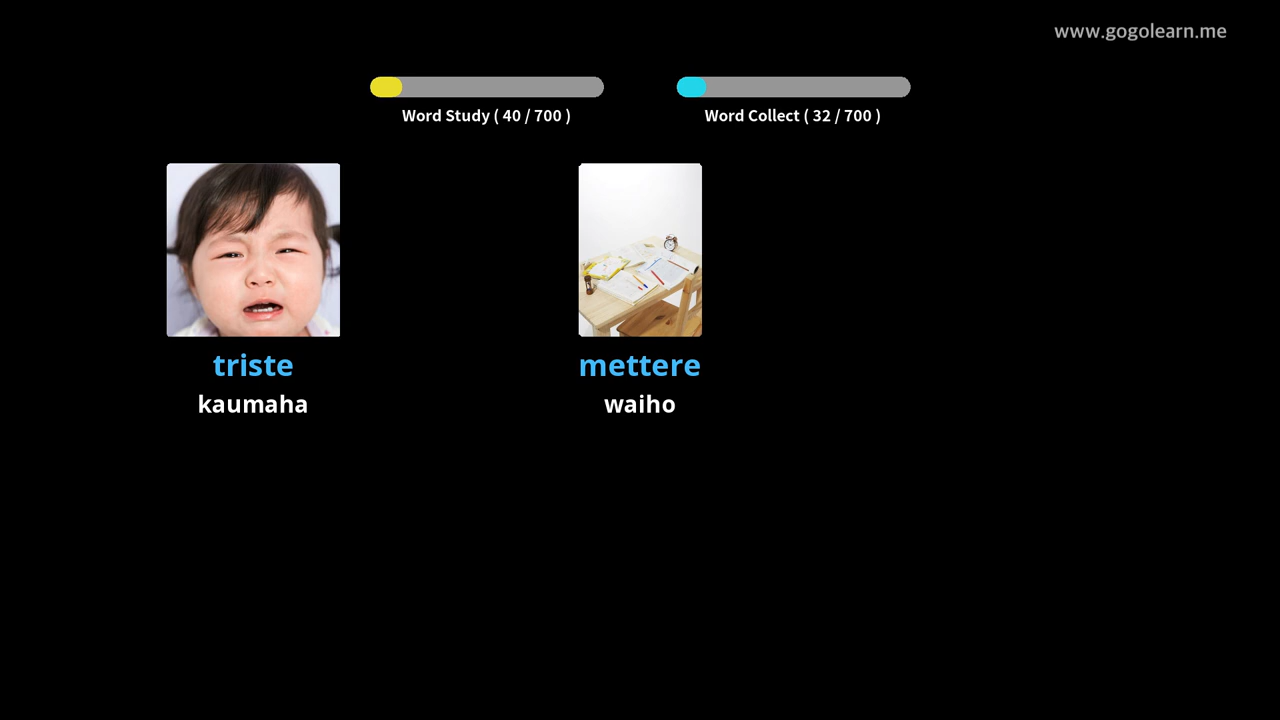 www.gogolearn.me
Word Study ( 40 / 700 )
Word Collect ( 32 / 700 )
triste
kaumaha
mettere
waiho